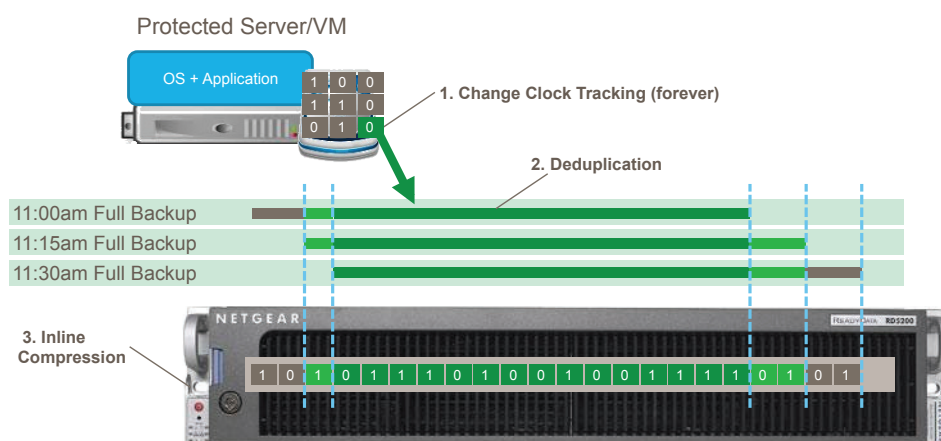 Protected Server/VM
OS + Application
1 0 0
1 1 0
0 1 0
1. Change Clock Tracking (forever)
2. Deduplication
11:00am Full Backup
11:15am Full Backup
11:30am Full Backup
NETGEAR
READYDATA RD5200
3. Inline
Compression
1 0 1 0 1 1 1 0 1 0 0 1 0 0 1 1 1 1 0 1 0 1